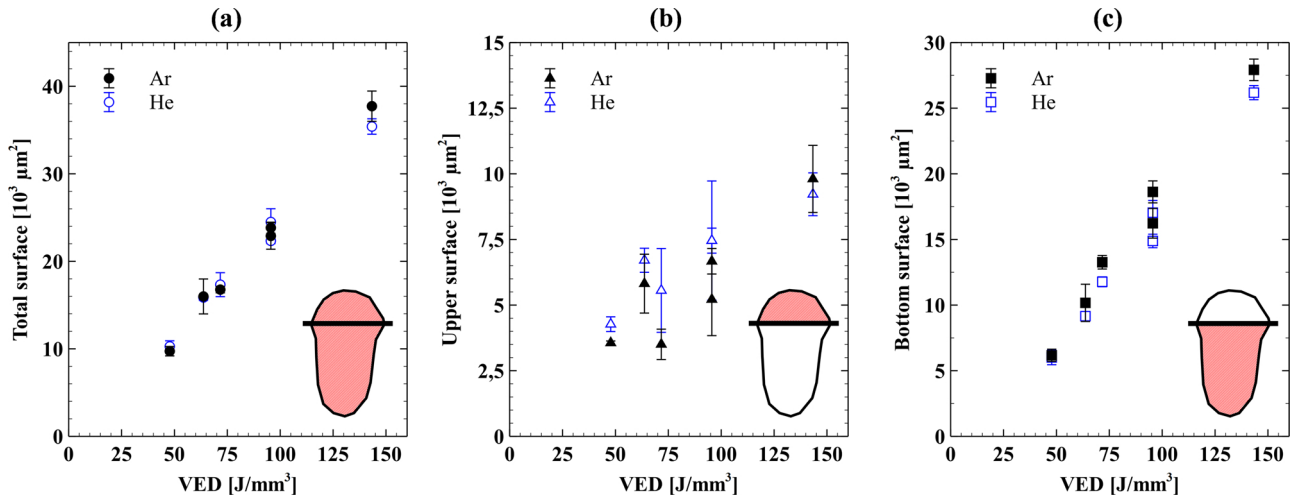 (a)
Total surface [10³ µm²]
40
30
20
10
0
Ar
He
0 25 50 75 100 125 150
VED [J/mm³]
(b)
Upper surface [10³ µm²]
15
12,5
10
7,5
5
2,5
0
Ar
He
0 25 50 75 100 125 150
VED [J/mm³]
(c)
Bottom surface [10³ µm²]
30
25
20
15
10
5
0
Ar
He
0 25 50 75 100 125 150
VED [J/mm³]